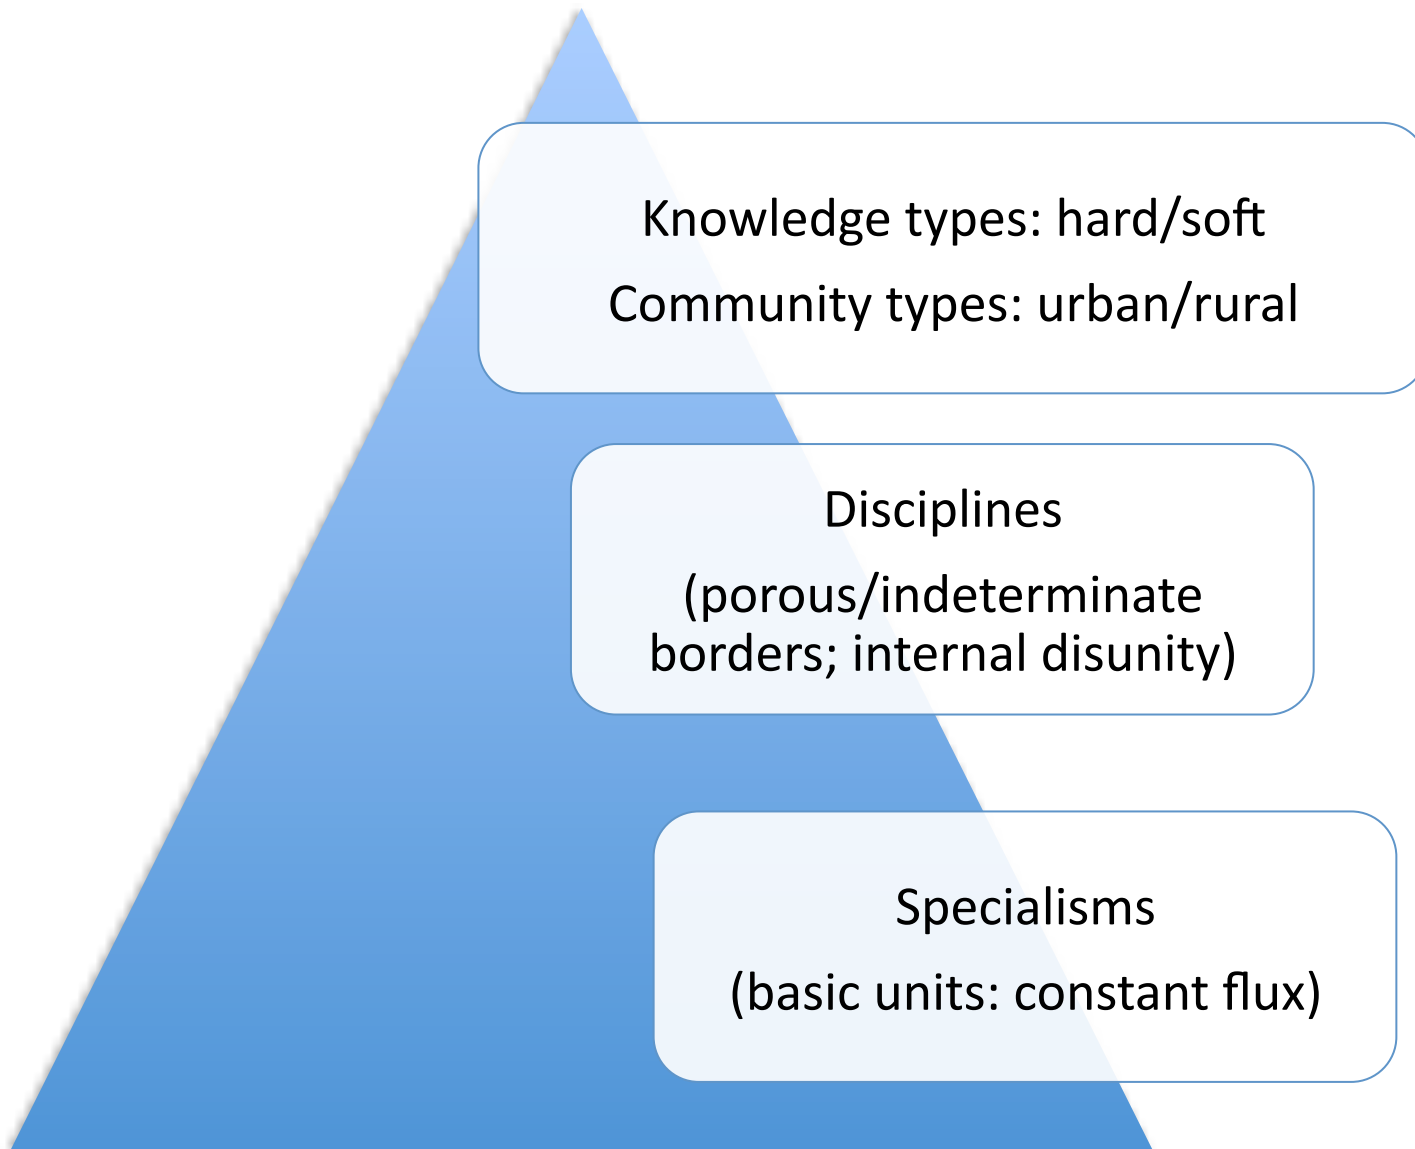 Knowledge types: hard/soft
Community types: urban/rural
Disciplines
(porous/indeterminate
borders; internal disunity)
Specialisms
(basic units: constant flux)